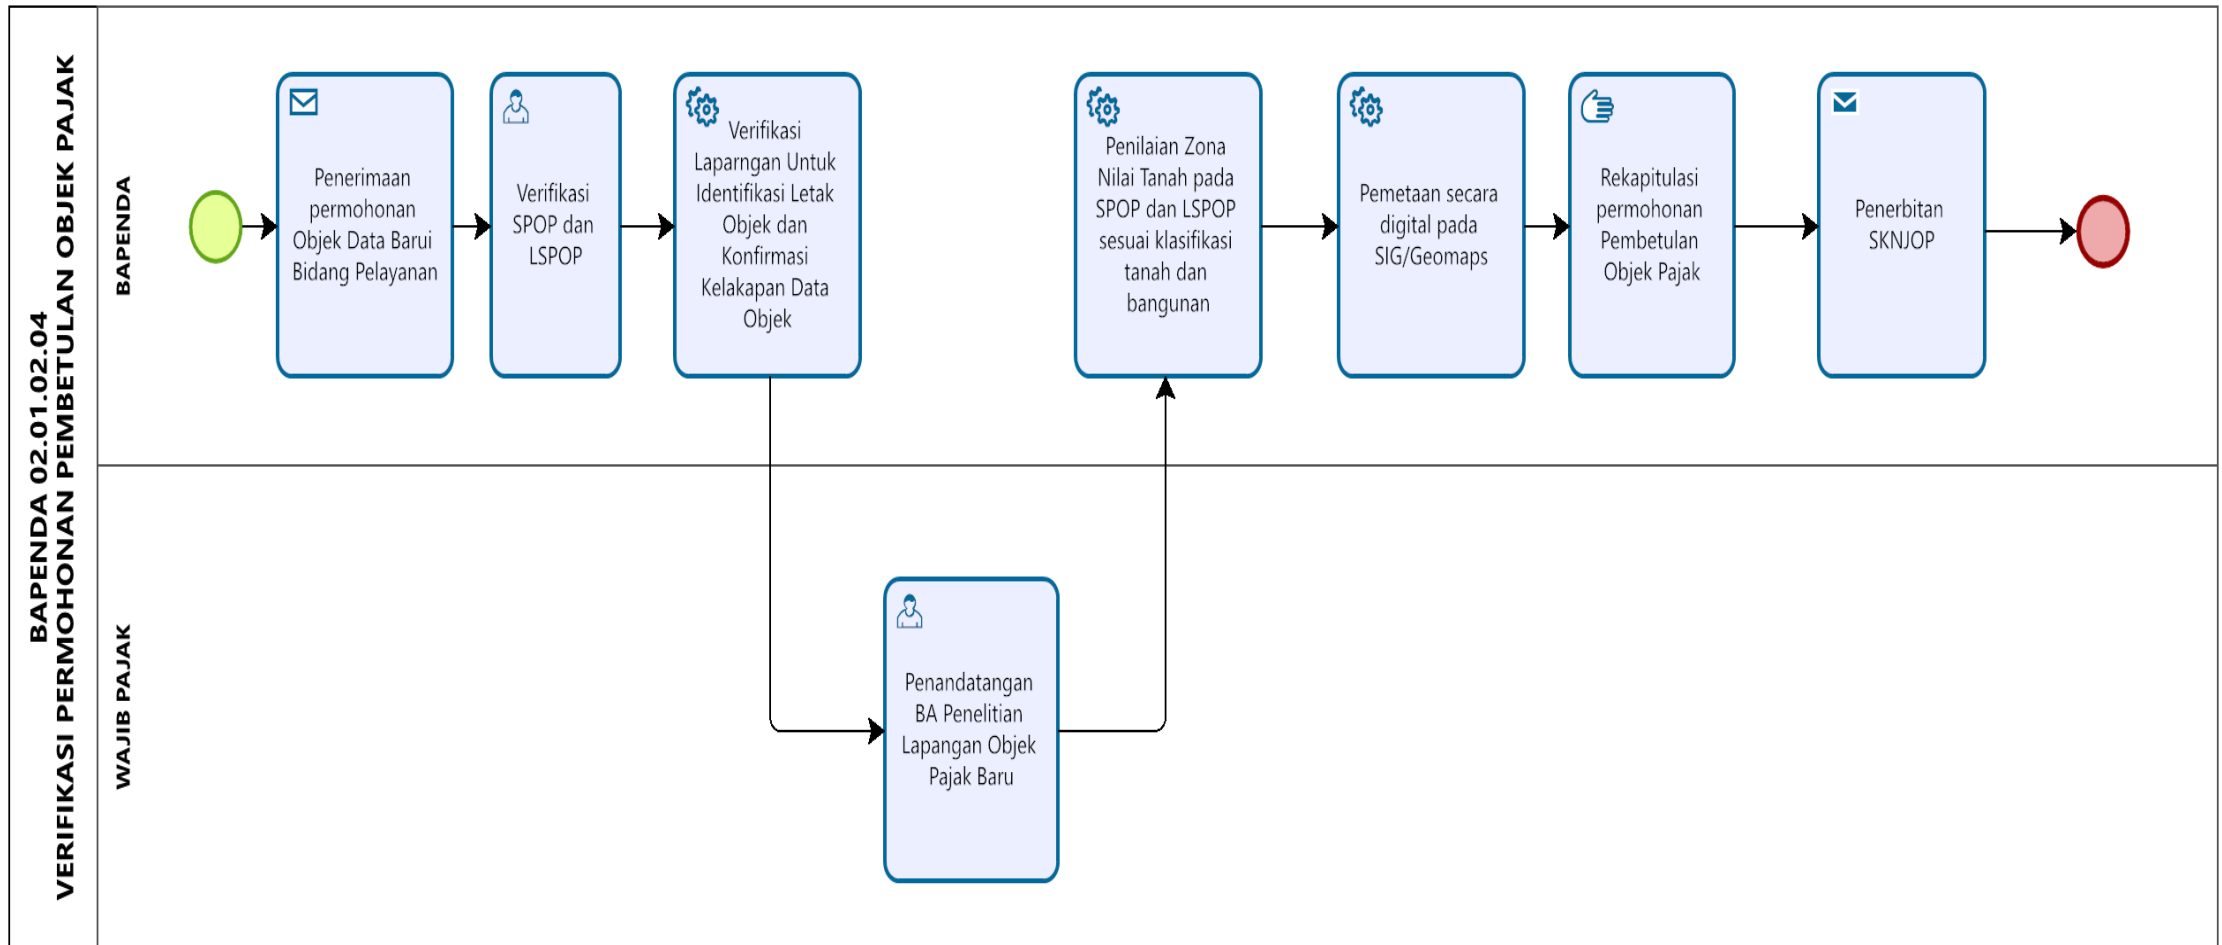 BAPENDA 02.01.02.04
VERIFIKASI PERMOHONAN PEMBETULAN OBJEK PAJAK
BAPENDA
Penerimaan
permohonan
Objek Data Barui
Bidang Pelayanan
Verifikasi
SPOP dan
LSPOP
Verifikasi
Laparngan Untuk
Identifikasi Letak
Objek dan
Konfirmasi
Kelakapan Data
Objek
Penilaian Zona
Nilai Tanah pada
SPOP dan LSPOP
sesuai klasifikasi
tanah dan
bangunan
Pemetaan secara
digital pada
SIG/Geomaps
Rekapitulasi
permohonan
Pembetulan
Objek Pajak
Penerbitan
SKNJOP
WAJIB PAJAK
Penandatangan
BA Penelitian
Lapangan Objek
Pajak Baru